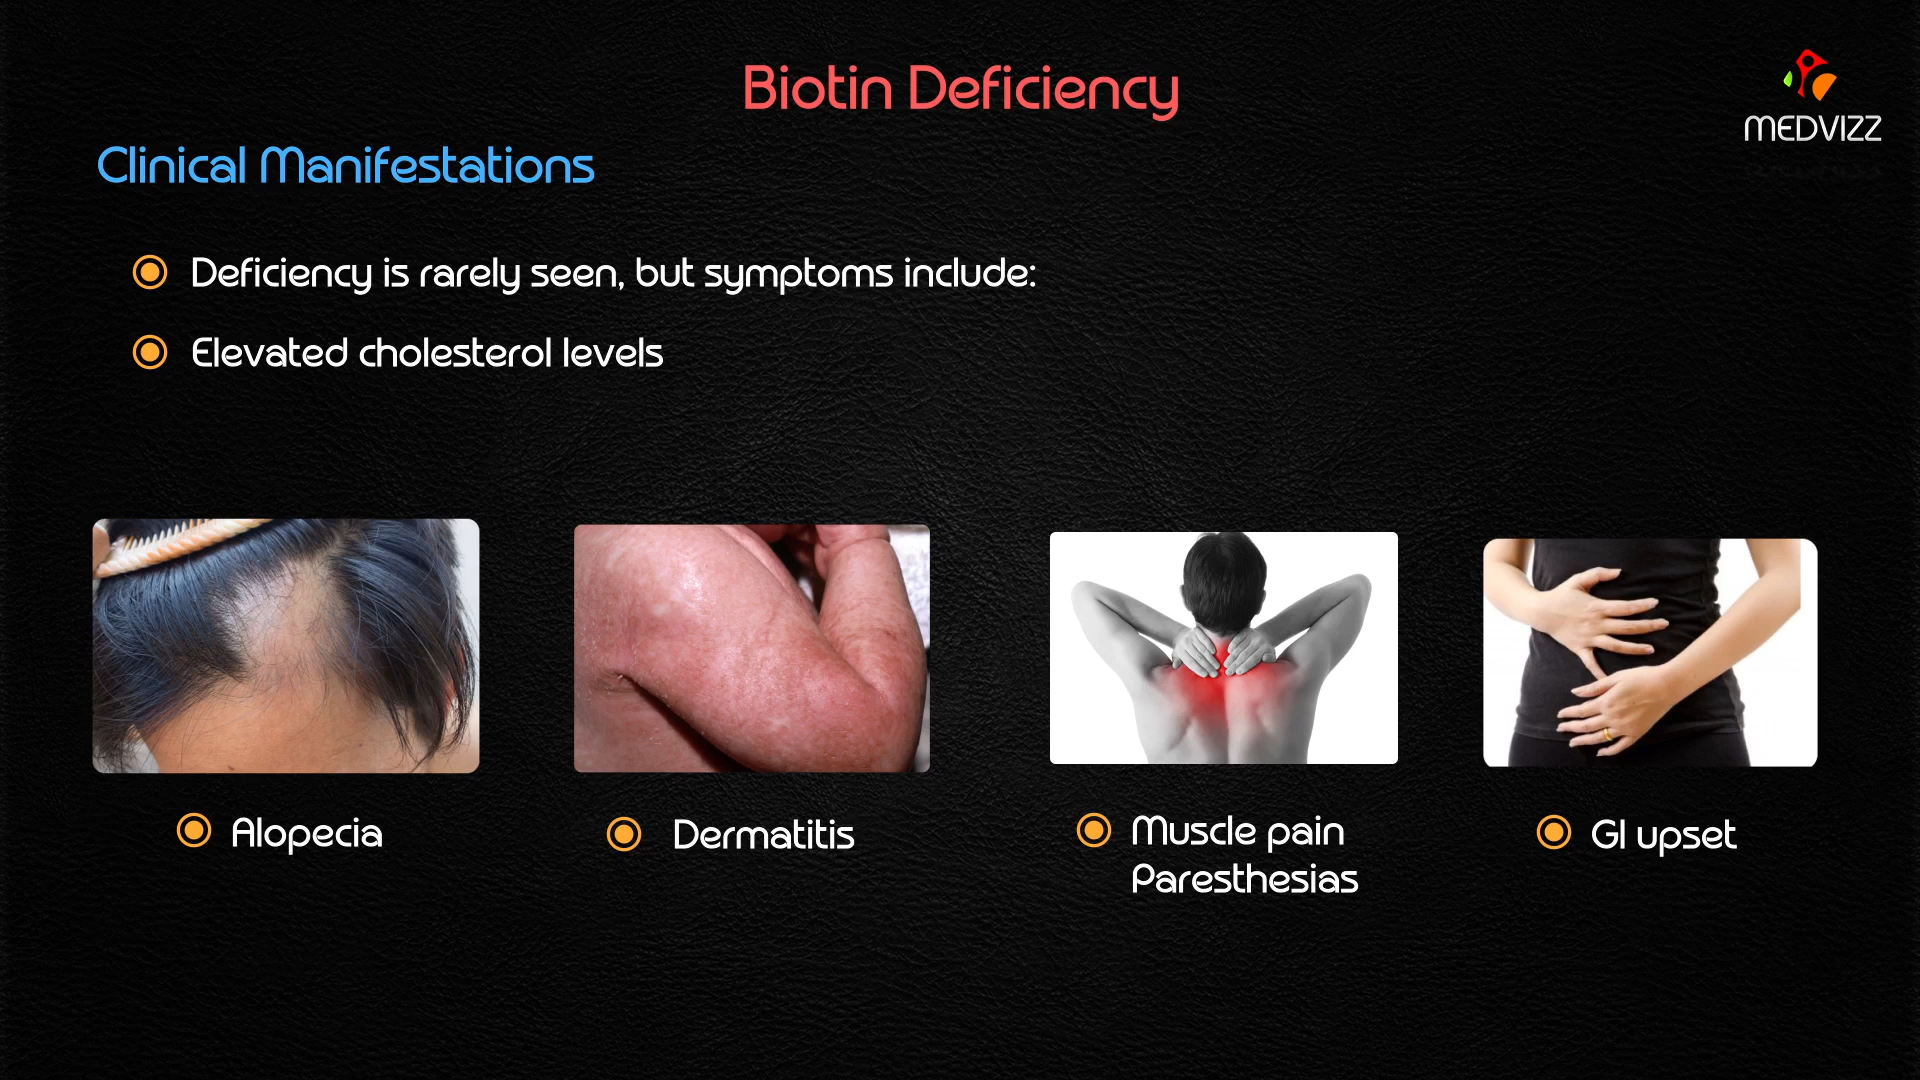 Biotin Deficiency
MEDVIZZ
Clinical Manifestations
Deficiency is rarely seen, but symptoms include:
Elevated cholesterol levels
Alopecia
Dermatitis
Muscle pain
Paresthesias
GI upset